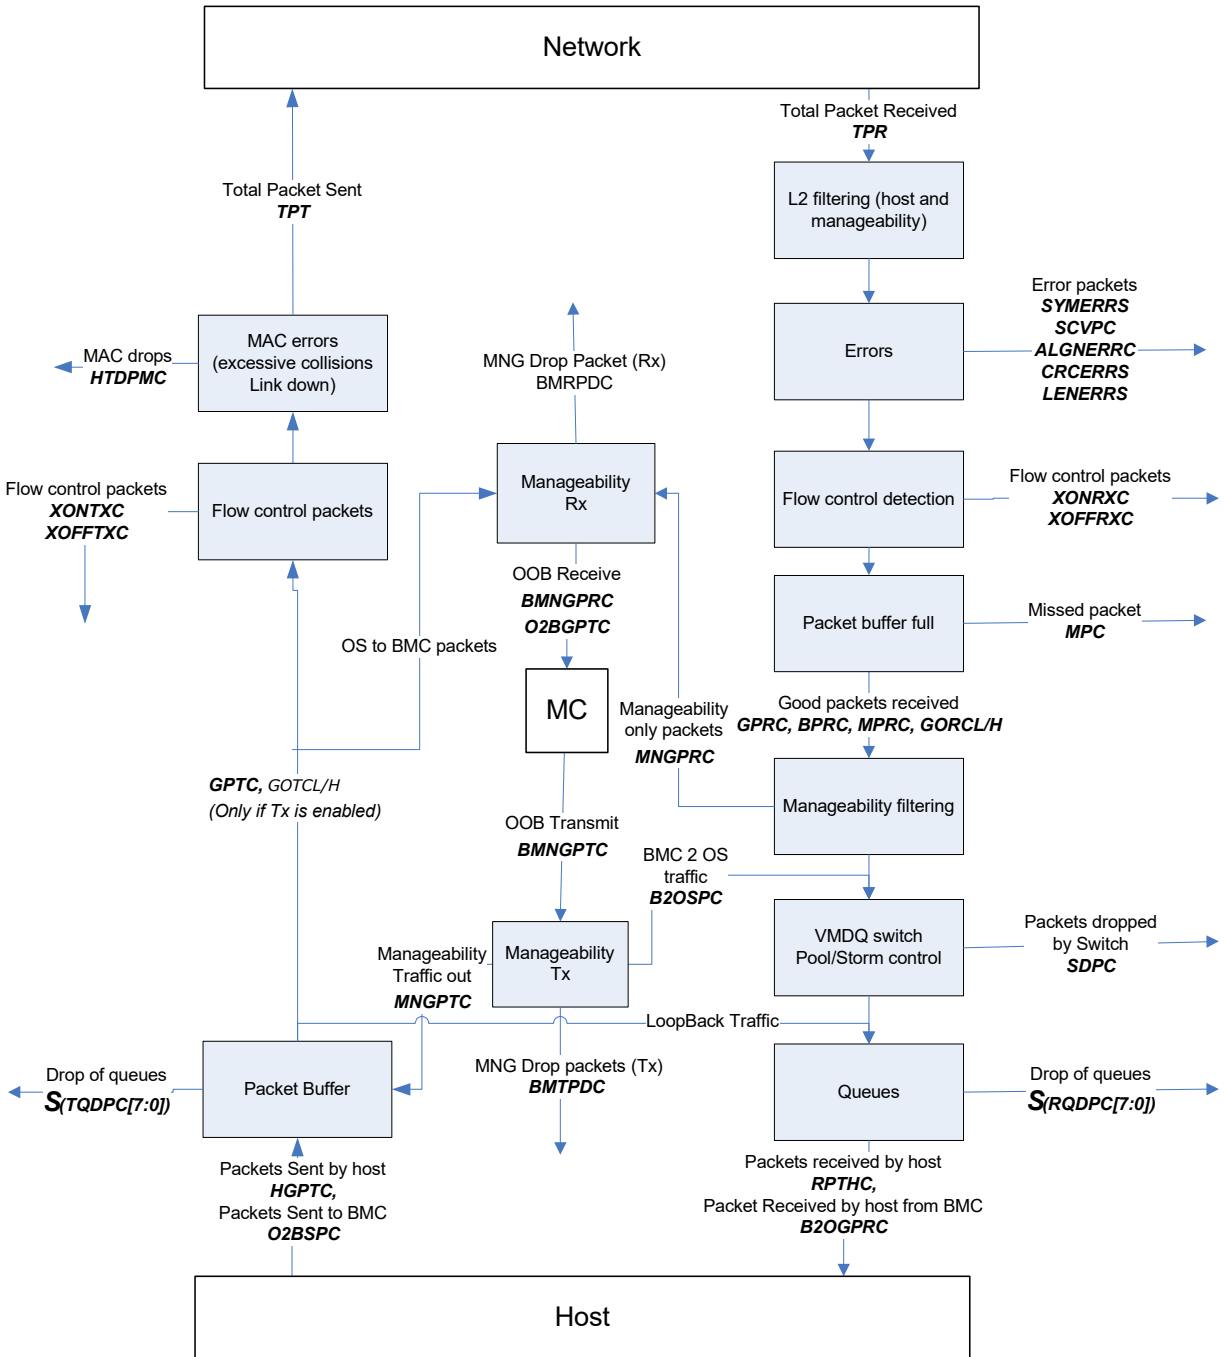 Network
Total Packet Received
TPR
L2 filtering (host and
manageability)
Total Packet Sent
TPT
Error packets
SYMERRS
SCVPC
ALGNERRC
CRCERRS
LENERRS
Errors
MAC errors
(excessive collisions
Link down)
MAC drops
HTDPMC
MNG Drop Packet (Rx)
BMRPDC
Flow control packets
XONTXC
XOFFTXC
Flow control packets
Manageability
Rx
Flow control detection
Flow control packets
XONRXC
XOFFRXC
OOB Receive
BMNGPRC
O2BGPTC
Packet buffer full
Missed packet
MPC
OS to BMC packets
MC
Manageability
only packets
MNGPRC
Good packets received
GPRC, BPRC, MPRC, GORCL/H
GPTC, GOTCL/H
(Only if Tx is enabled)
Manageability filtering
OOB Transmit
BMNGPTC
BMC 2 OS
traffic
B2OSPC
Manageability
Traffic out
MNGPTC
Manageability
Tx
VMDQ switch
Pool/Storm control
Packets dropped
by Switch
SDPC
LoopBack Traffic
Drop of queues
S(TQDPC[7:0])
Packet Buffer
MNG Drop packets (Tx)
BMTPDC
Queues
Drop of queues
S(RQDPC[7:0])
Packets Sent by host
HGPTC,
Packets Sent to BMC
O2BSPC
Packets received by host
RPTHC,
Packet Received by host from BMC
B2OGPRC
Host